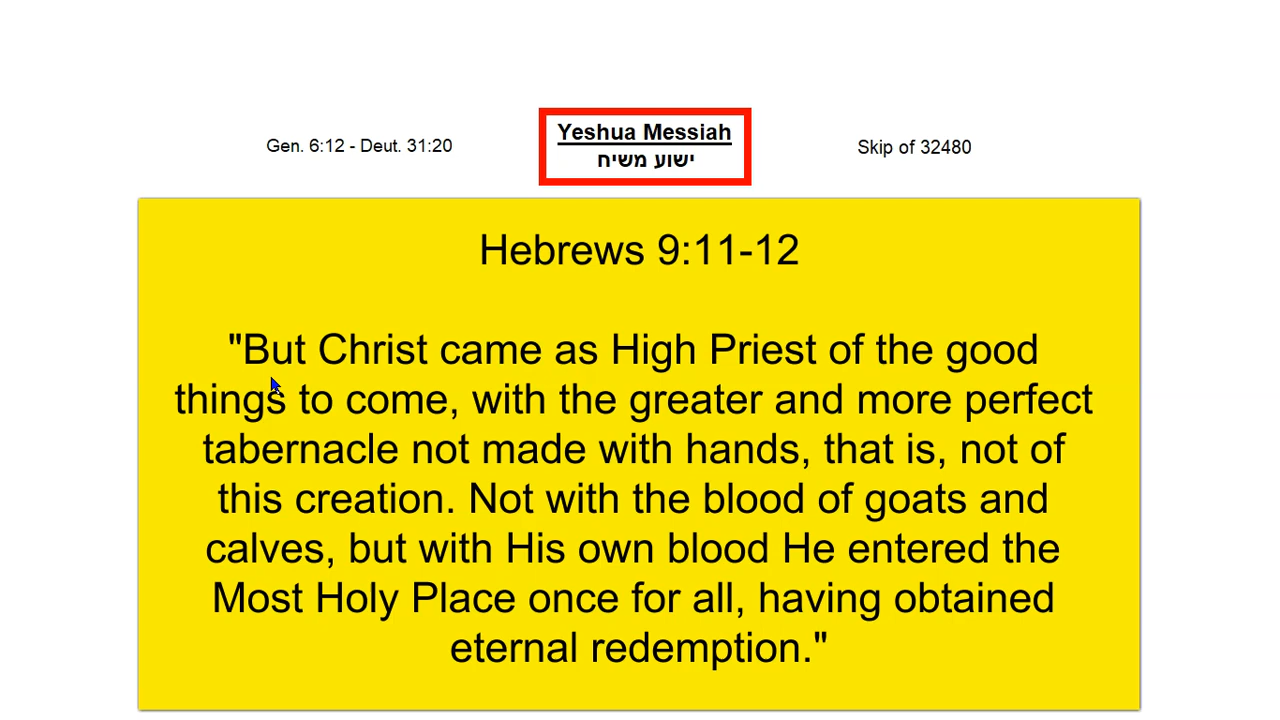 Gen. 6:12 - Deut. 31:20
Yeshua Messiah
ישוע משיח
Skip of 32480
Hebrews 9:11-12
"But Christ came as High Priest of the good
things to come, with the greater and more perfect
tabernacle not made with hands, that is, not of
this creation. Not with the blood of goats and
calves, but with His own blood He entered the
Most Holy Place once for all, having obtained
eternal redemption."